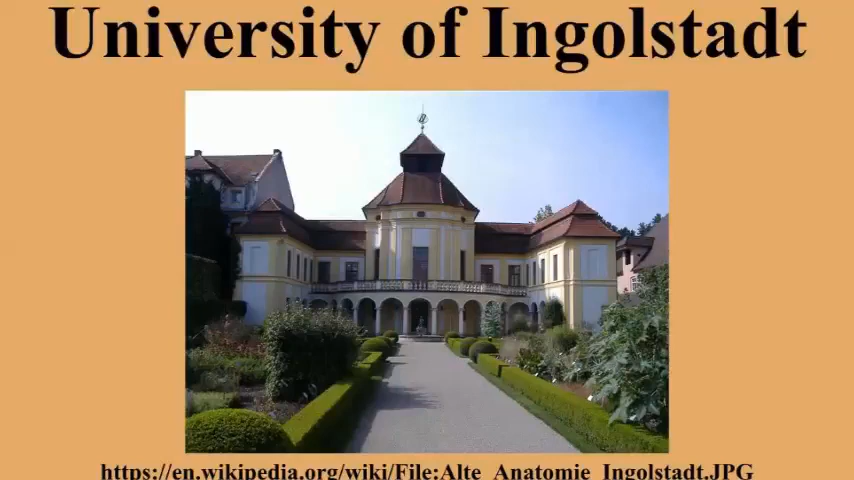 University of Ingolstadt
https://en.wikipedia.org/wiki/File:Alte_Anatomie_Ingolstadt.JPG